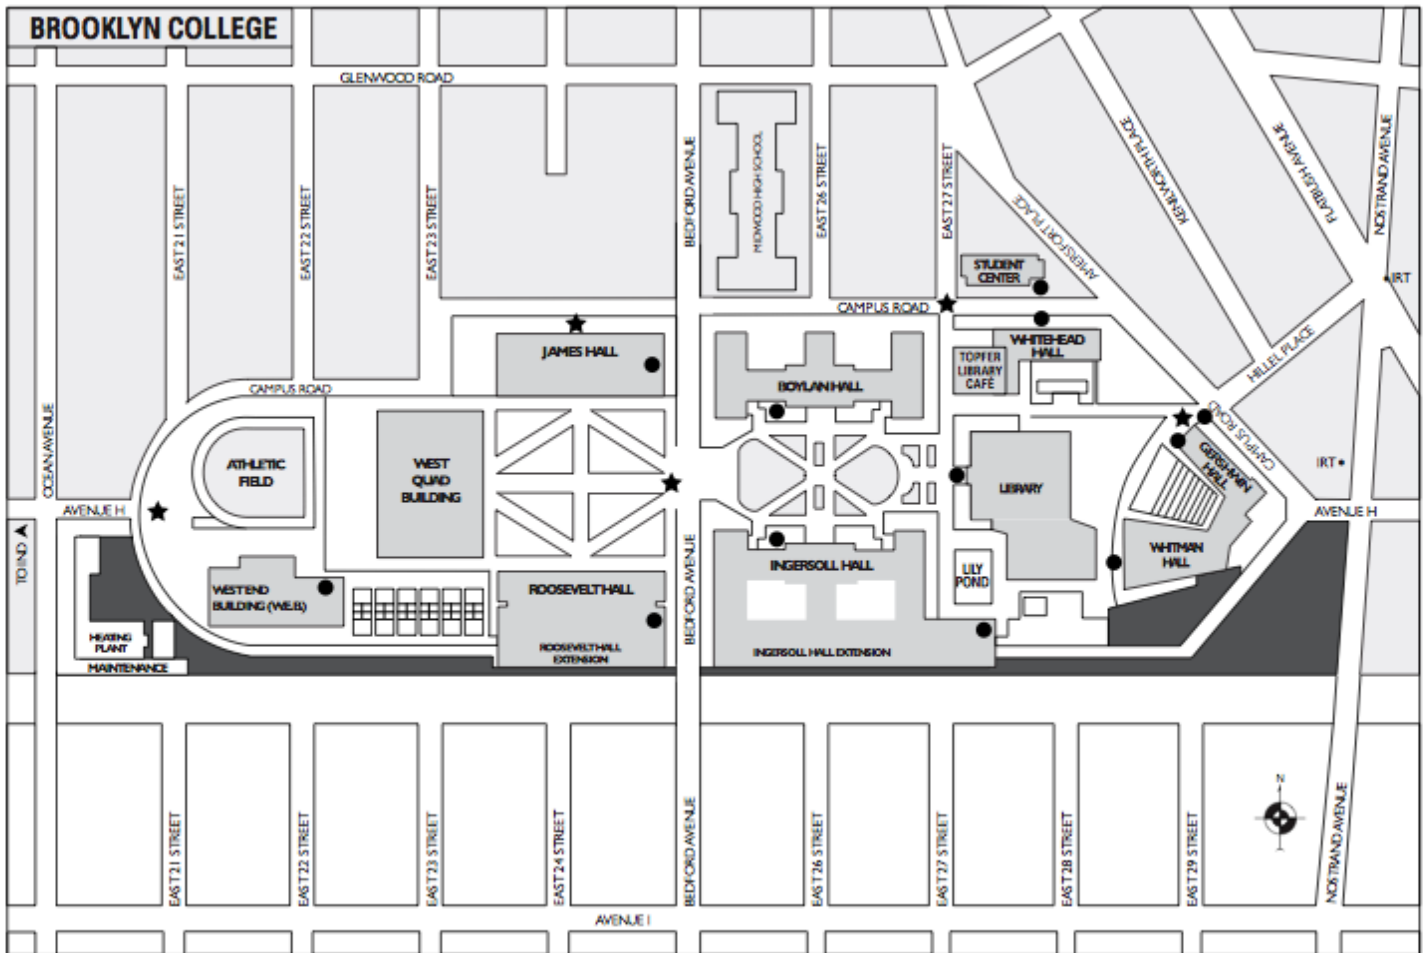 BROOKLYN COLLEGE
GLENWOOD ROAD
EAST 21 STREET
EAST 22 STREET
EAST 23 STREET
BEDFORD AVENUE
MIDWOOD HIGH SCHOOL
EAST 26 STREET
EAST 27 STREET
AMERSFORT PLACE
KENILWORTH PLACE
FLATBUSH AVENUE
NOSTRAND AVENUE
STUDENT
CENTER
IRT
CAMPUS ROAD
JAMES HALL
WHITEHEAD
HALL
TOPFER
LIBRARY
CAFÉ
HILLEL PLACE
CAMPUS ROAD
BOYLAN HALL
OCEAN AVENUE
ATHLETIC
FIELD
WEST
QUAD
BUILDING
LIBRARY
CAMPUS ROAD
GERSHWIN
HALL
IRT
AVENUE H
AVENUE H
TO IND
WEST END
BUILDING (W.E.B.)
ROOSEVELT HALL
ROOSEVELT HALL
EXTENSION
BEDFORD AVENUE
INGERSOLL HALL
INGERSOLL HALL EXTENSION
LILY
POND
WHITMAN
HALL
HEATING
PLANT
MAINTENANCE
N
EAST 21 STREET
EAST 22 STREET
EAST 23 STREET
EAST 24 STREET
BEDFORD AVENUE
EAST 26 STREET
EAST 27 STREET
EAST 28 STREET
EAST 29 STREET
NOSTRAND AVENUE
AVENUE I